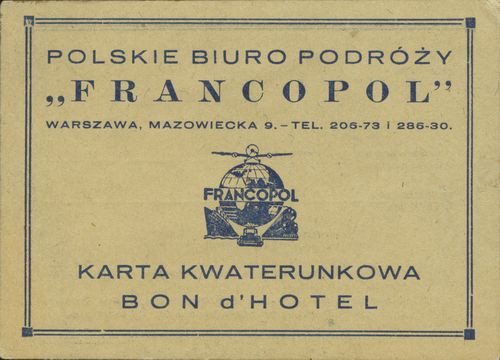 POLSKIE BIURO PODRÓŻY
„FRANCOPOL”
WARSZAWA, MAZOWIECKA 9. – TEL. 206-73 i 286-30.
FRANCOPOL
KARTA KWATERUNKOWA
BON d'HOTEL